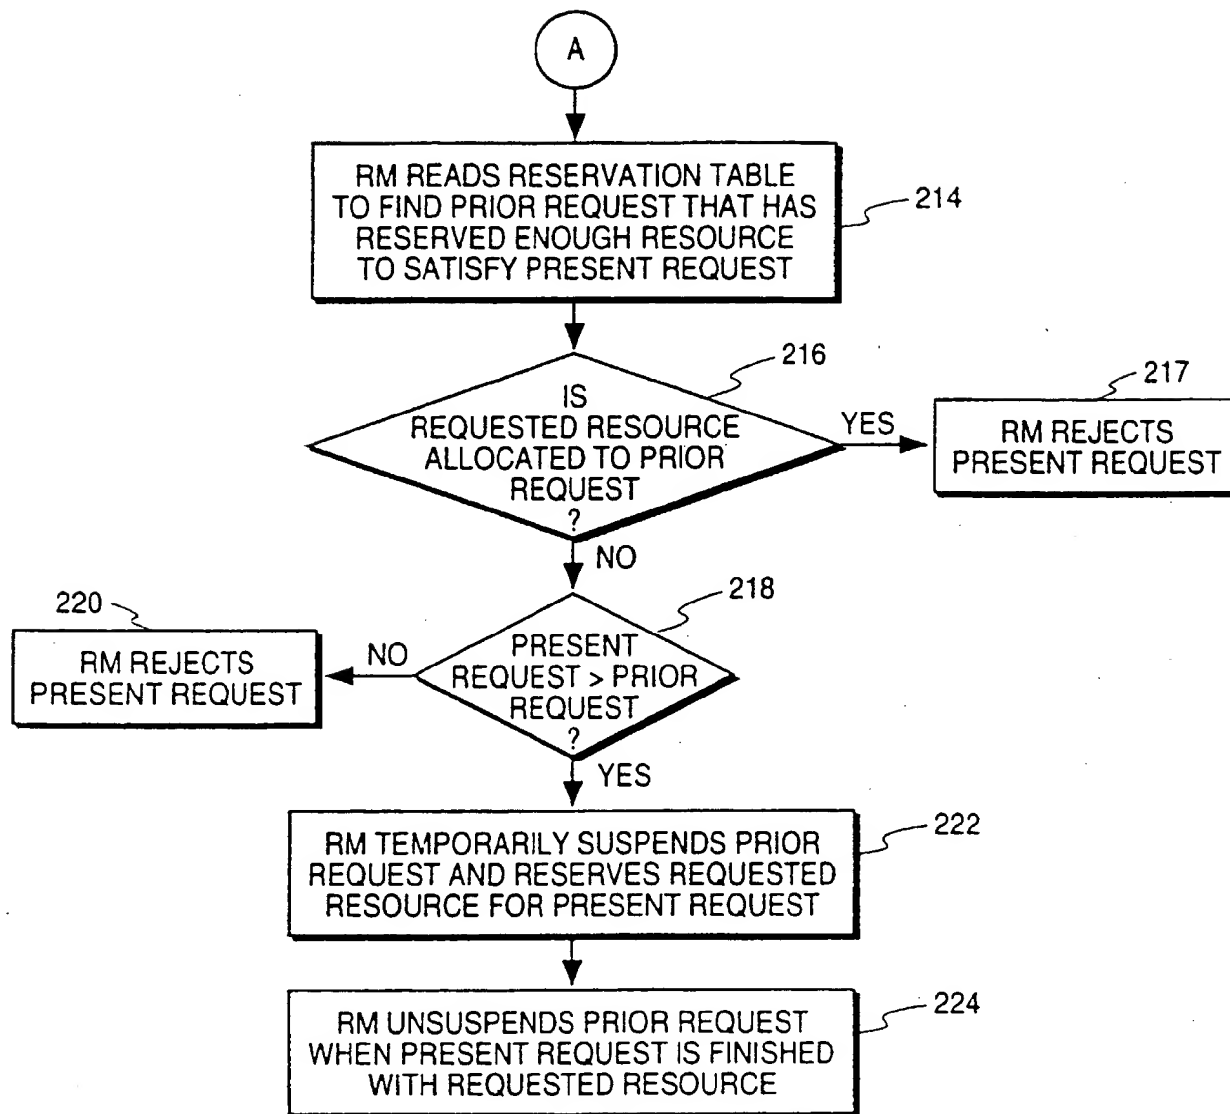 A
RM READS RESERVATION TABLE
TO FIND PRIOR REQUEST THAT HAS
RESERVED ENOUGH RESOURCE
TO SATISFY PRESENT REQUEST
214
216
IS
REQUESTED RESOURCE
ALLOCATED TO PRIOR
REQUEST
?
YES
217
RM REJECTS
PRESENT REQUEST
NO
218
PRESENT
REQUEST > PRIOR
REQUEST
?
NO
220
RM REJECTS
PRESENT REQUEST
YES
RM TEMPORARILY SUSPENDS PRIOR
REQUEST AND RESERVES REQUESTED
RESOURCE FOR PRESENT REQUEST
222
RM UNSUSPENDS PRIOR REQUEST
WHEN PRESENT REQUEST IS FINISHED
WITH REQUESTED RESOURCE
224